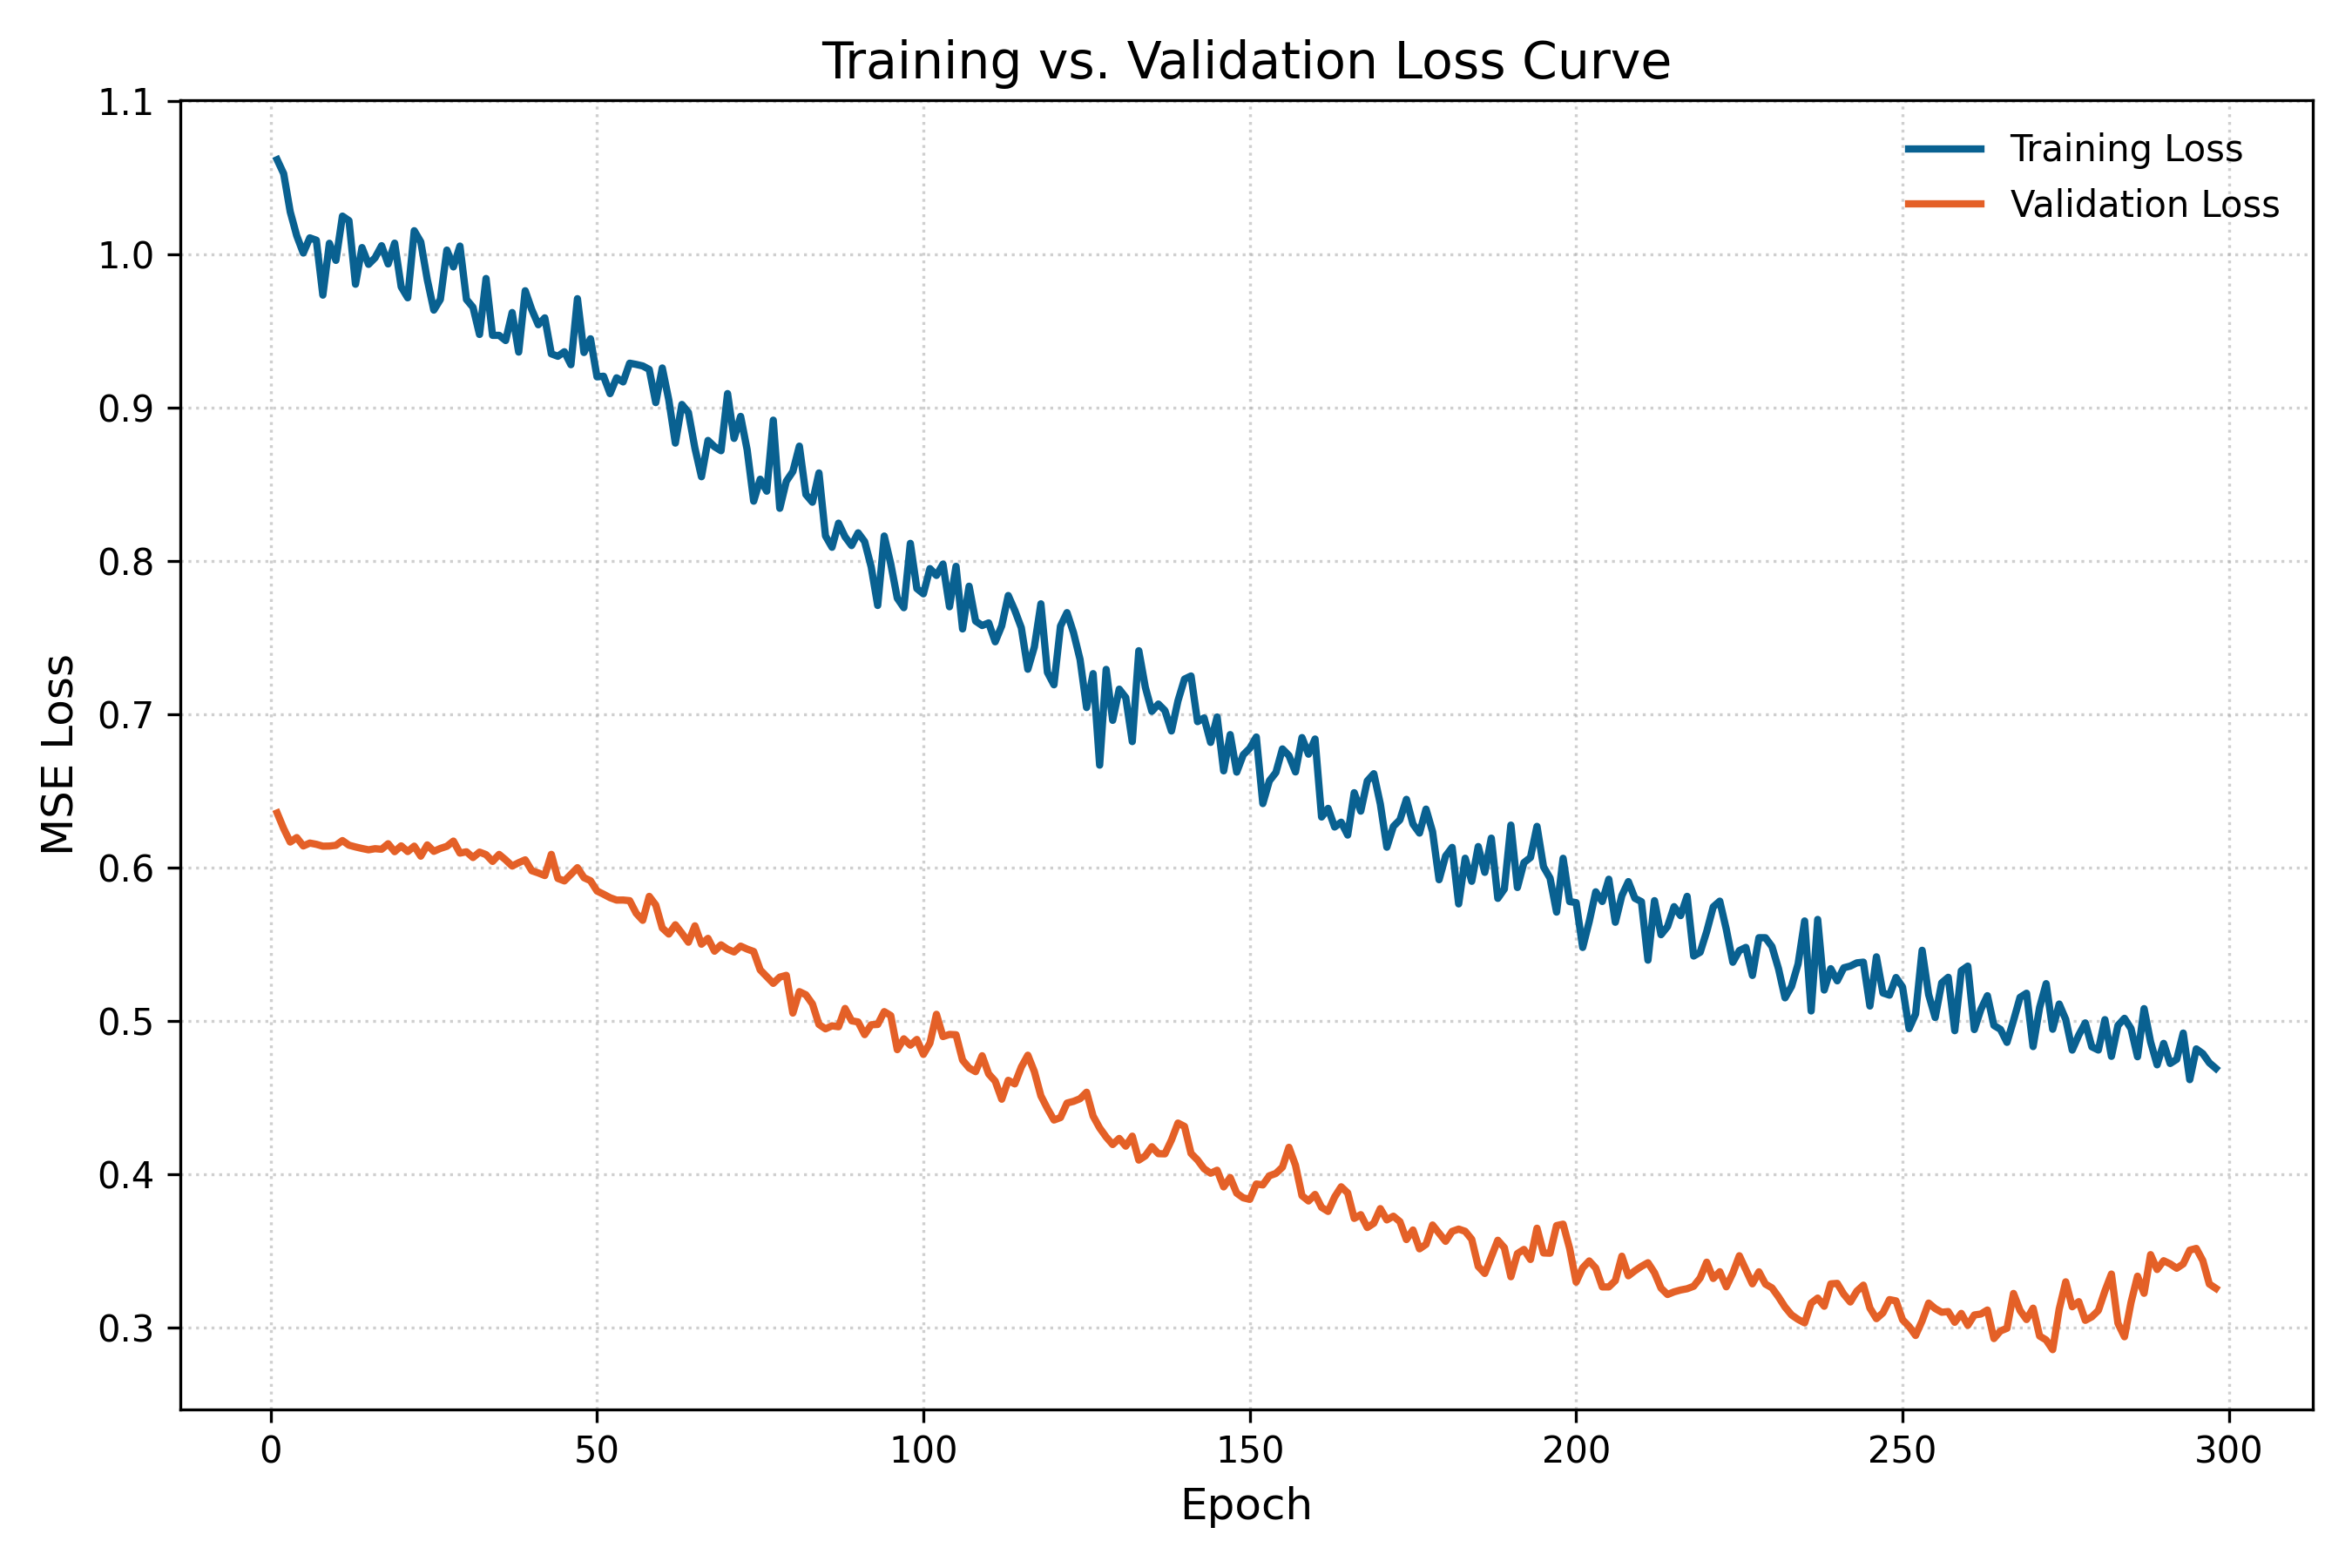 Training vs. Validation Loss Curve
Training Loss
Validation Loss
MSE Loss
1.1
1.0
0.9
0.8
0.7
0.6
0.5
0.4
0.3
0 50 100 150 200 250 300
Epoch